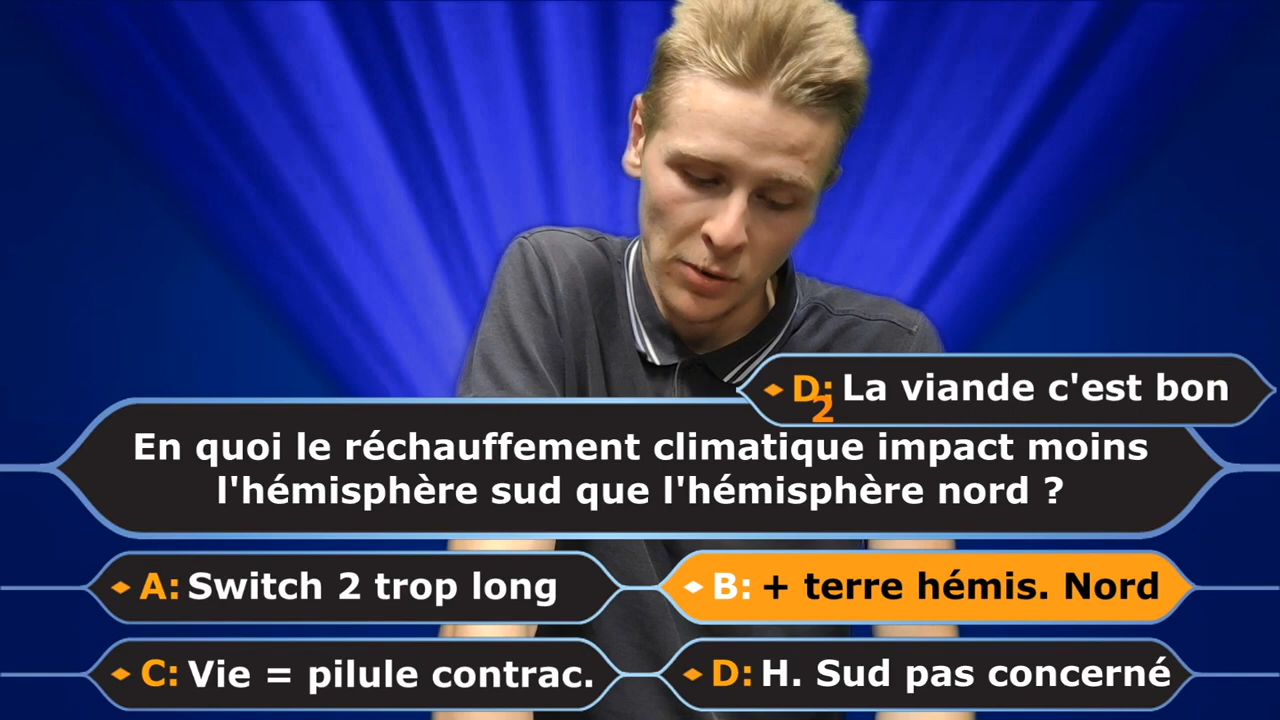 D: La viande c'est bon
2
En quoi le réchauffement climatique impact moins
l'hémisphère sud que l'hémisphère nord ?
A: Switch 2 trop long
B: + terre hémis. Nord
C: Vie = pilule contrac.
D: H. Sud pas concerné